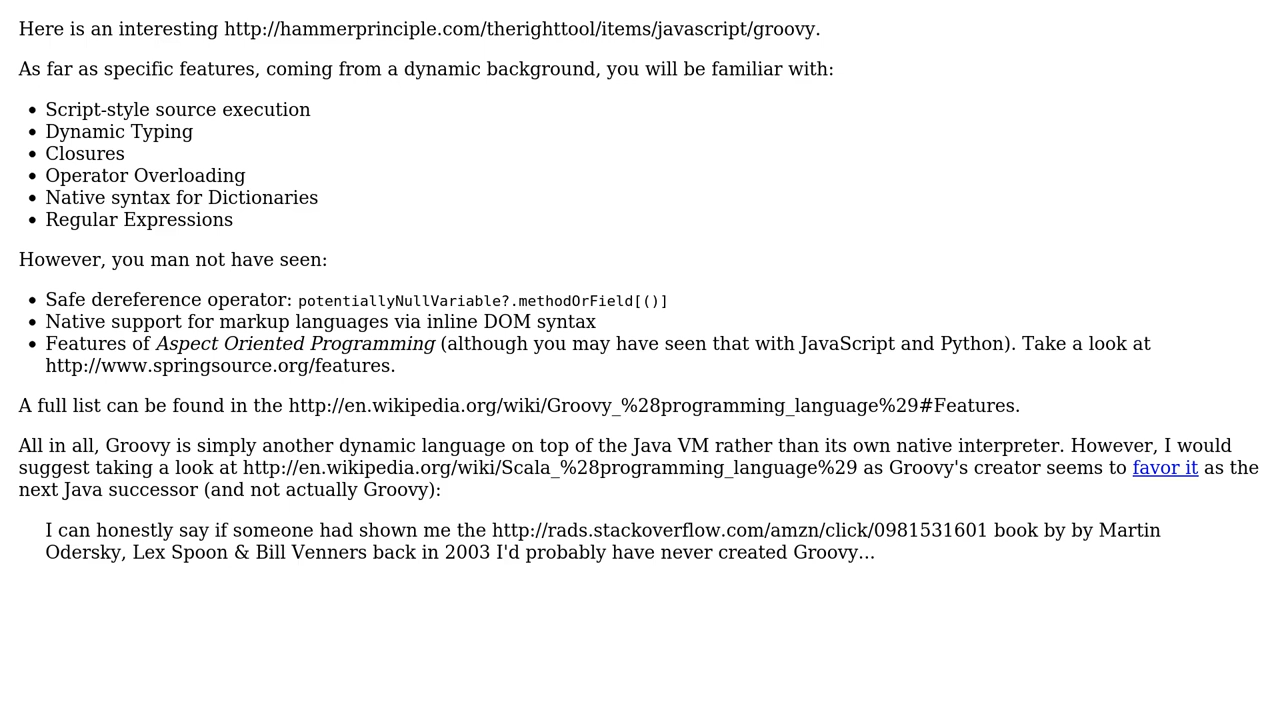 Here is an interesting http://hammerprinciple.com/therighttool/items/javascript/groovy.
As far as specific features, coming from a dynamic background, you will be familiar with:
• Script-style source execution
• Dynamic Typing
• Closures
• Operator Overloading
• Native syntax for Dictionaries
• Regular Expressions
However, you man not have seen:
• Safe dereference operator: potentiallyNullVariable?.methodOrField[()]
• Native support for markup languages via inline DOM syntax
• Features of Aspect Oriented Programming (although you may have seen that with JavaScript and Python). Take a look at
http://www.springsource.org/features.
A full list can be found in the http://en.wikipedia.org/wiki/Groovy_%28programming_language%29#Features.
All in all, Groovy is simply another dynamic language on top of the Java VM rather than its own native interpreter. However, I would
suggest taking a look at http://en.wikipedia.org/wiki/Scala_%28programming_language%29 as Groovy's creator seems to favor it as the
next Java successor (and not actually Groovy):
I can honestly say if someone had shown me the http://rads.stackoverflow.com/amzn/click/0981531601 book by by Martin
Odersky, Lex Spoon & Bill Venners back in 2003 I'd probably have never created Groovy...